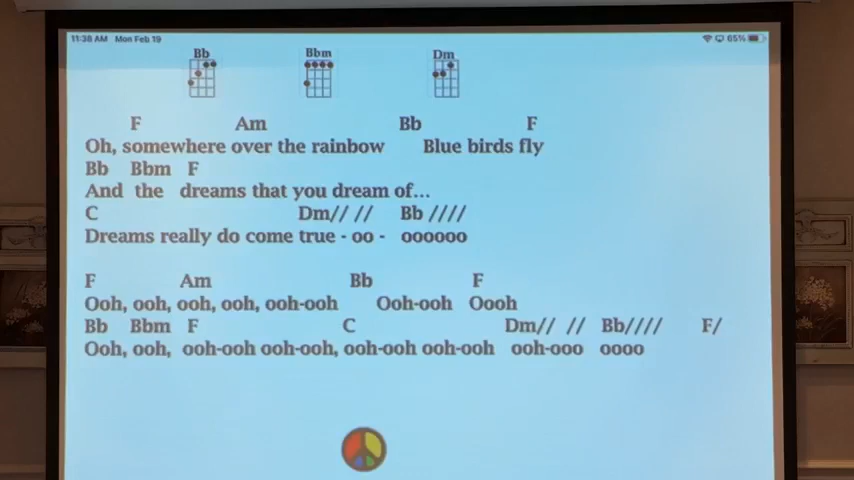 11:38 AM Mon Feb 19 65%
Bb Bbm Dm
F Am Bb F
Oh, somewhere over the rainbow Blue birds fly
Bb Bbm F
And the dreams that you dream of...
C Dm// // Bb ////
Dreams really do come true - oo - oooooo
F Am Bb F
Ooh, ooh, ooh, ooh, ooh-ooh Ooh-ooh Oooh
Bb Bbm F C Dm// // Bb//// F/
Ooh, ooh, ooh-ooh ooh-ooh, ooh-ooh ooh-ooh ooh-ooo oooo